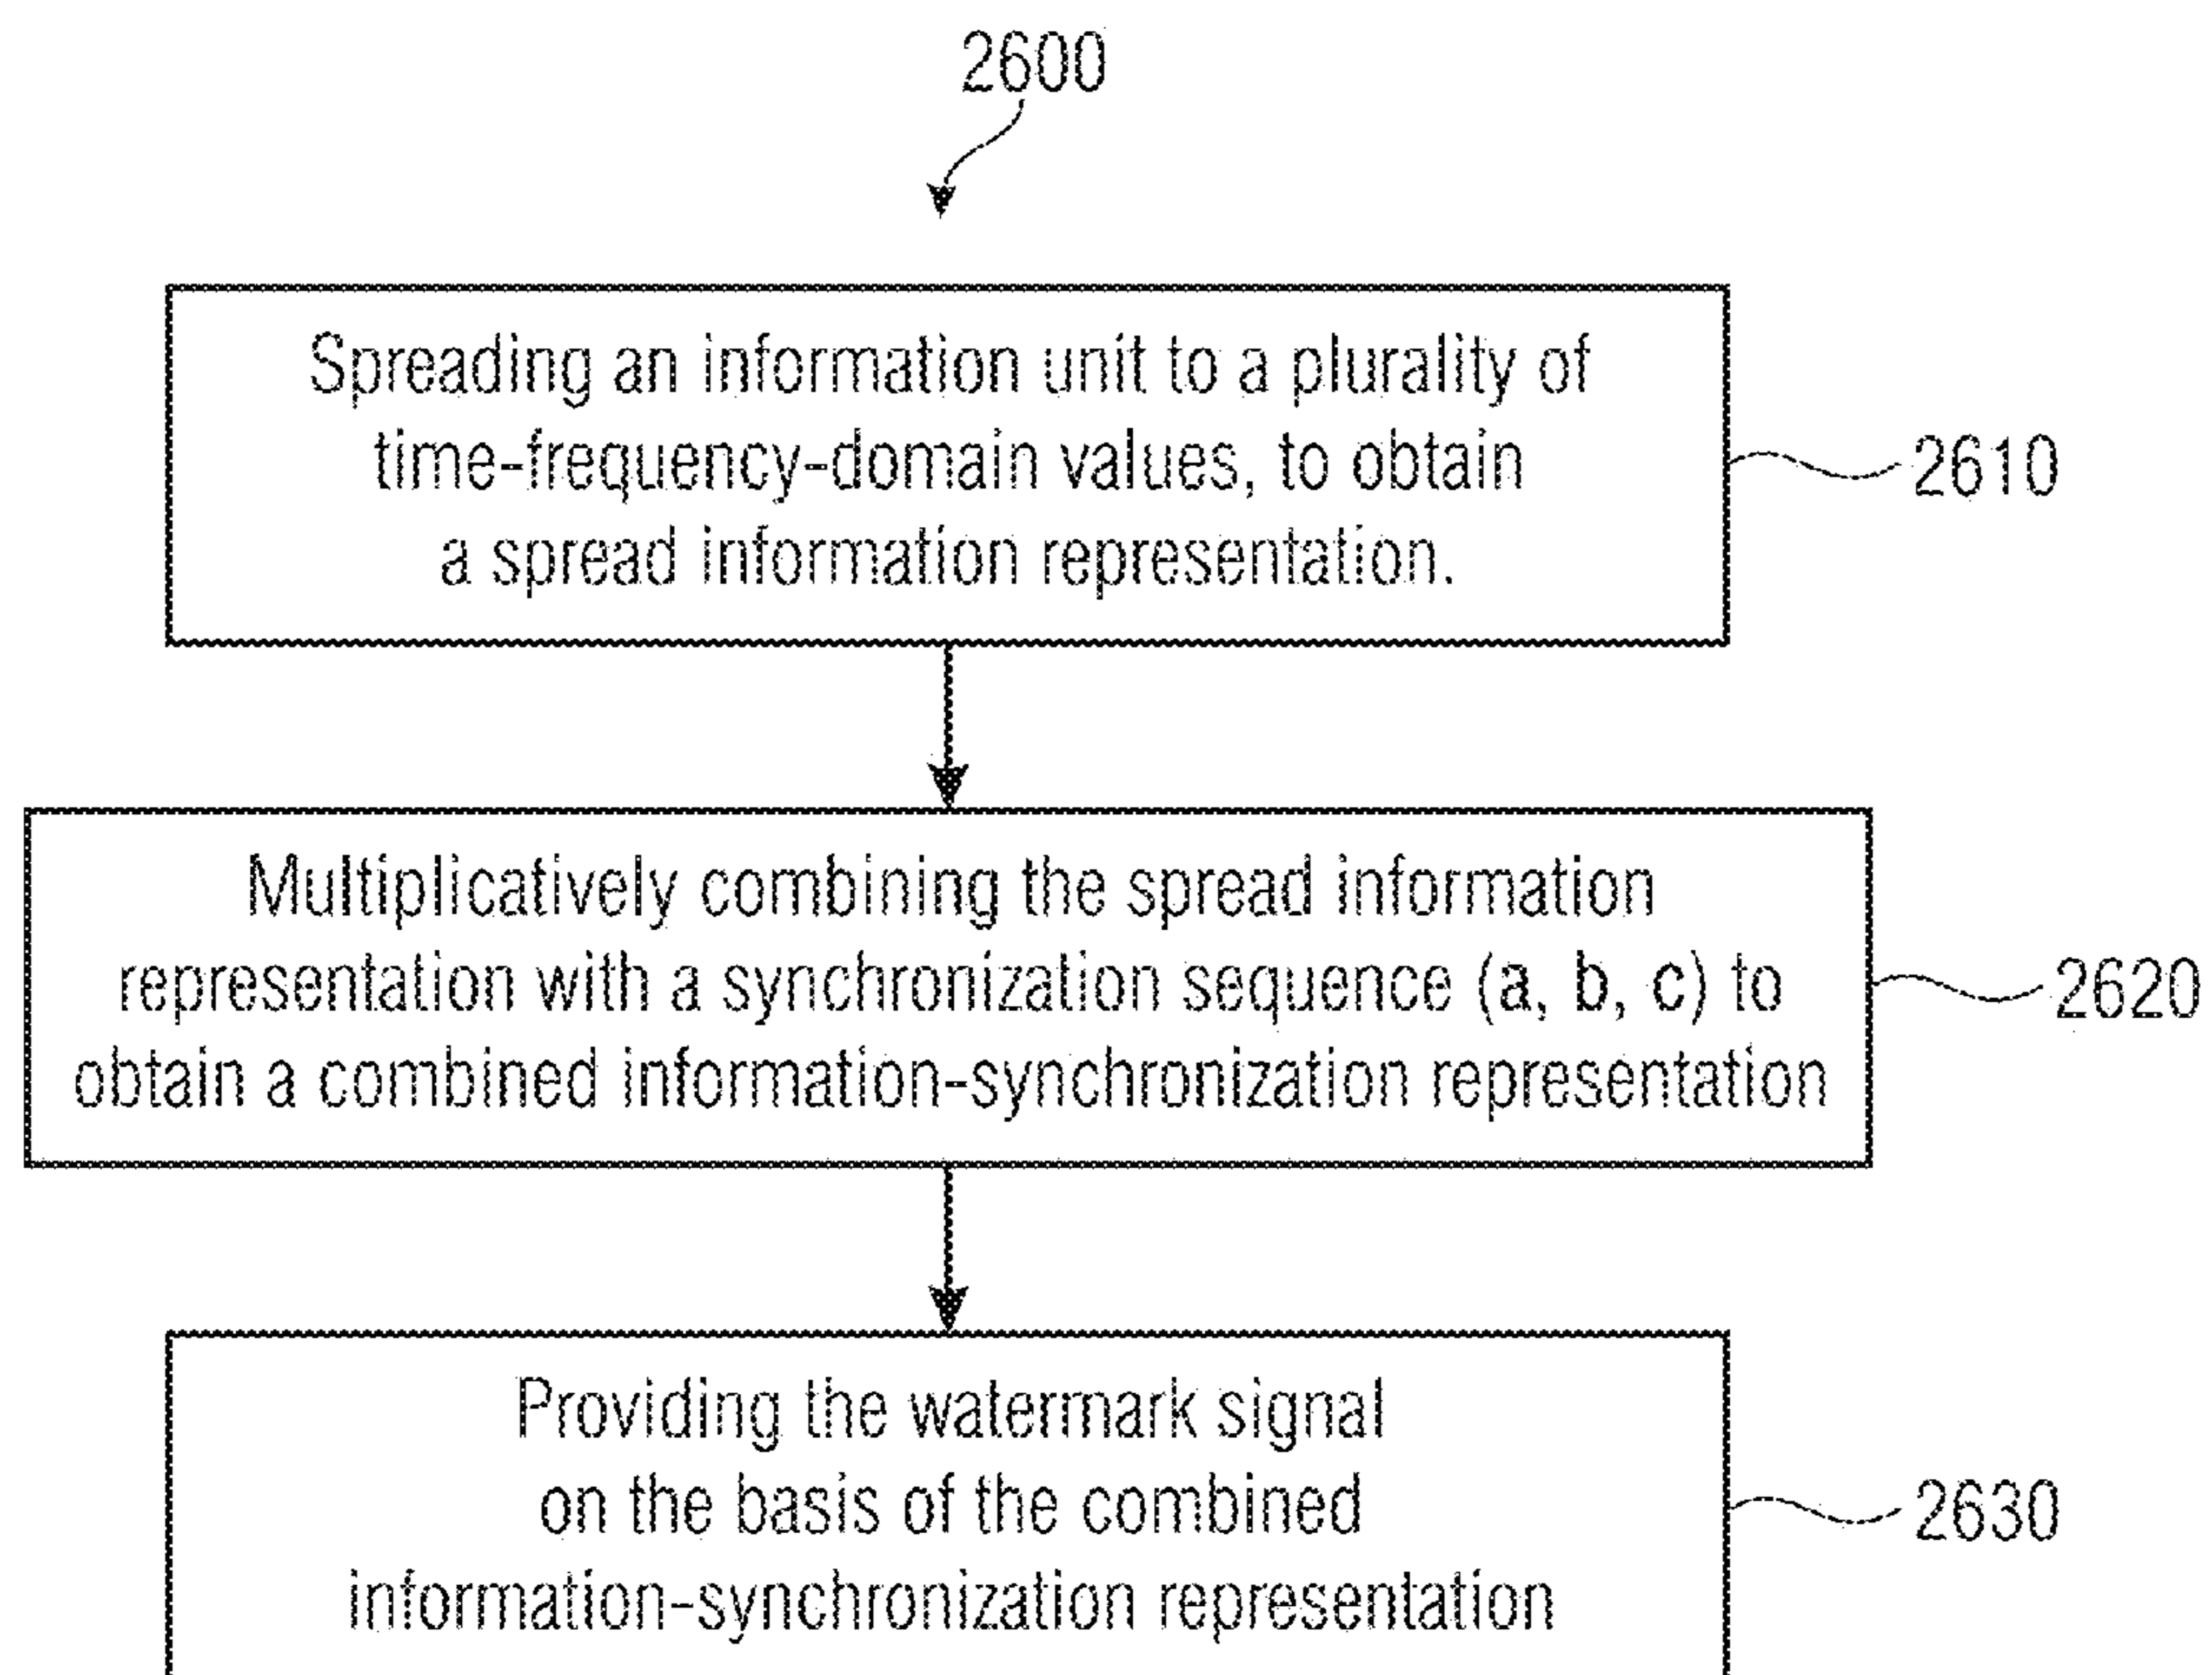 2600
Spreading an information unit to a plurality of
time-frequency-domain values, to obtain
a spread information representation.
2610
Multiplicatively combining the spread information
representation with a synchronization sequence (a, b, c) to
obtain a combined information-synchronization representation
2620
Providing the watermark signal
on the basis of the combined
information-synchronization representation
2630